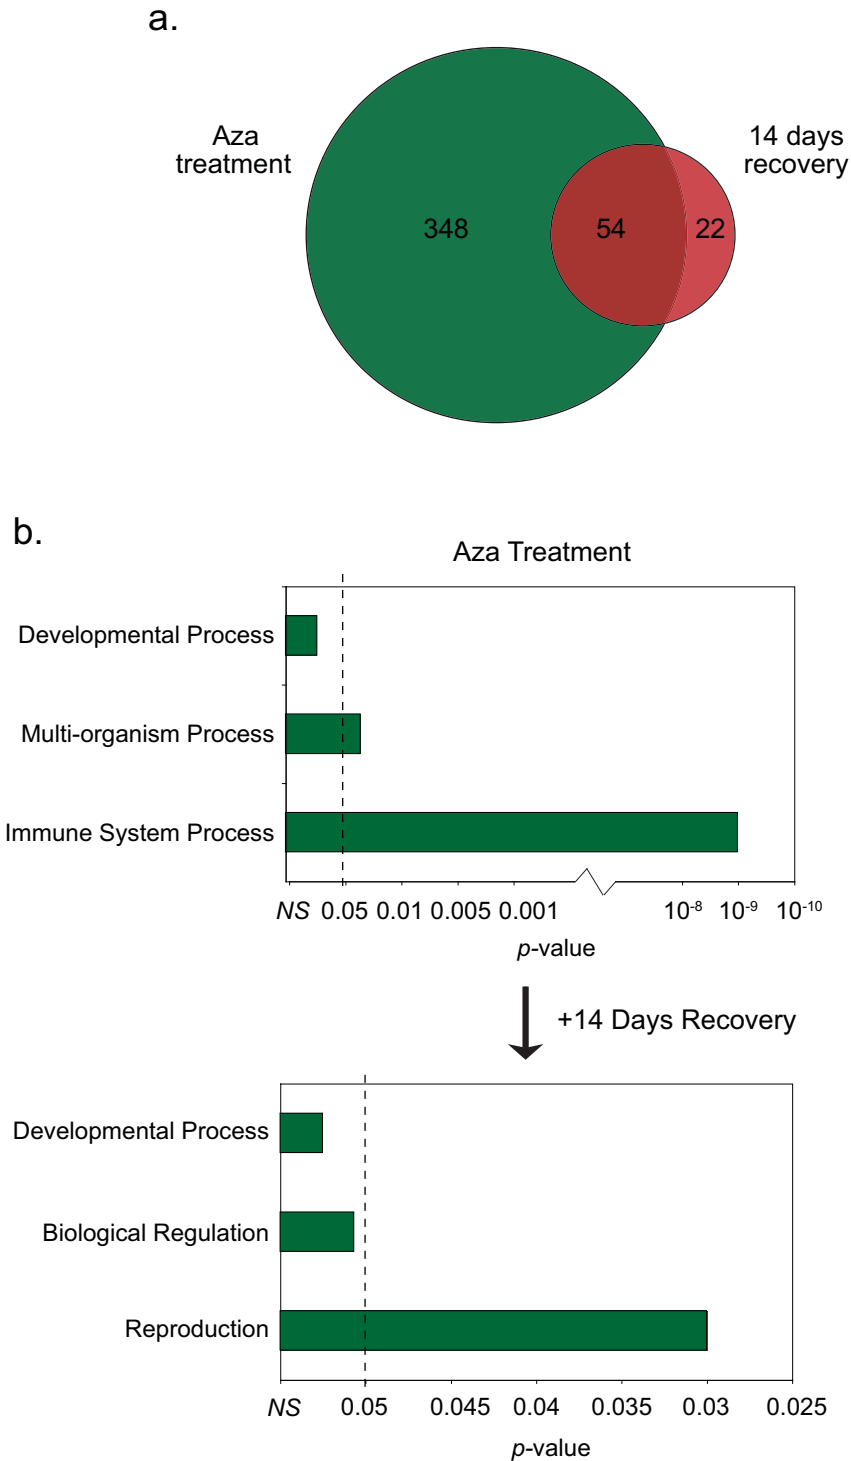 a.
Aza
treatment
14 days
recovery
348
54
22
b.
Aza Treatment
Developmental Process
Multi-organism Process
Immune System Process
NS 0.05 0.01 0.005 0.001 10⁻⁸ 10⁻⁹ 10⁻¹⁰
p-value
+14 Days Recovery
Developmental Process
Biological Regulation
Reproduction
NS 0.05 0.045 0.04 0.035 0.03 0.025
p-value